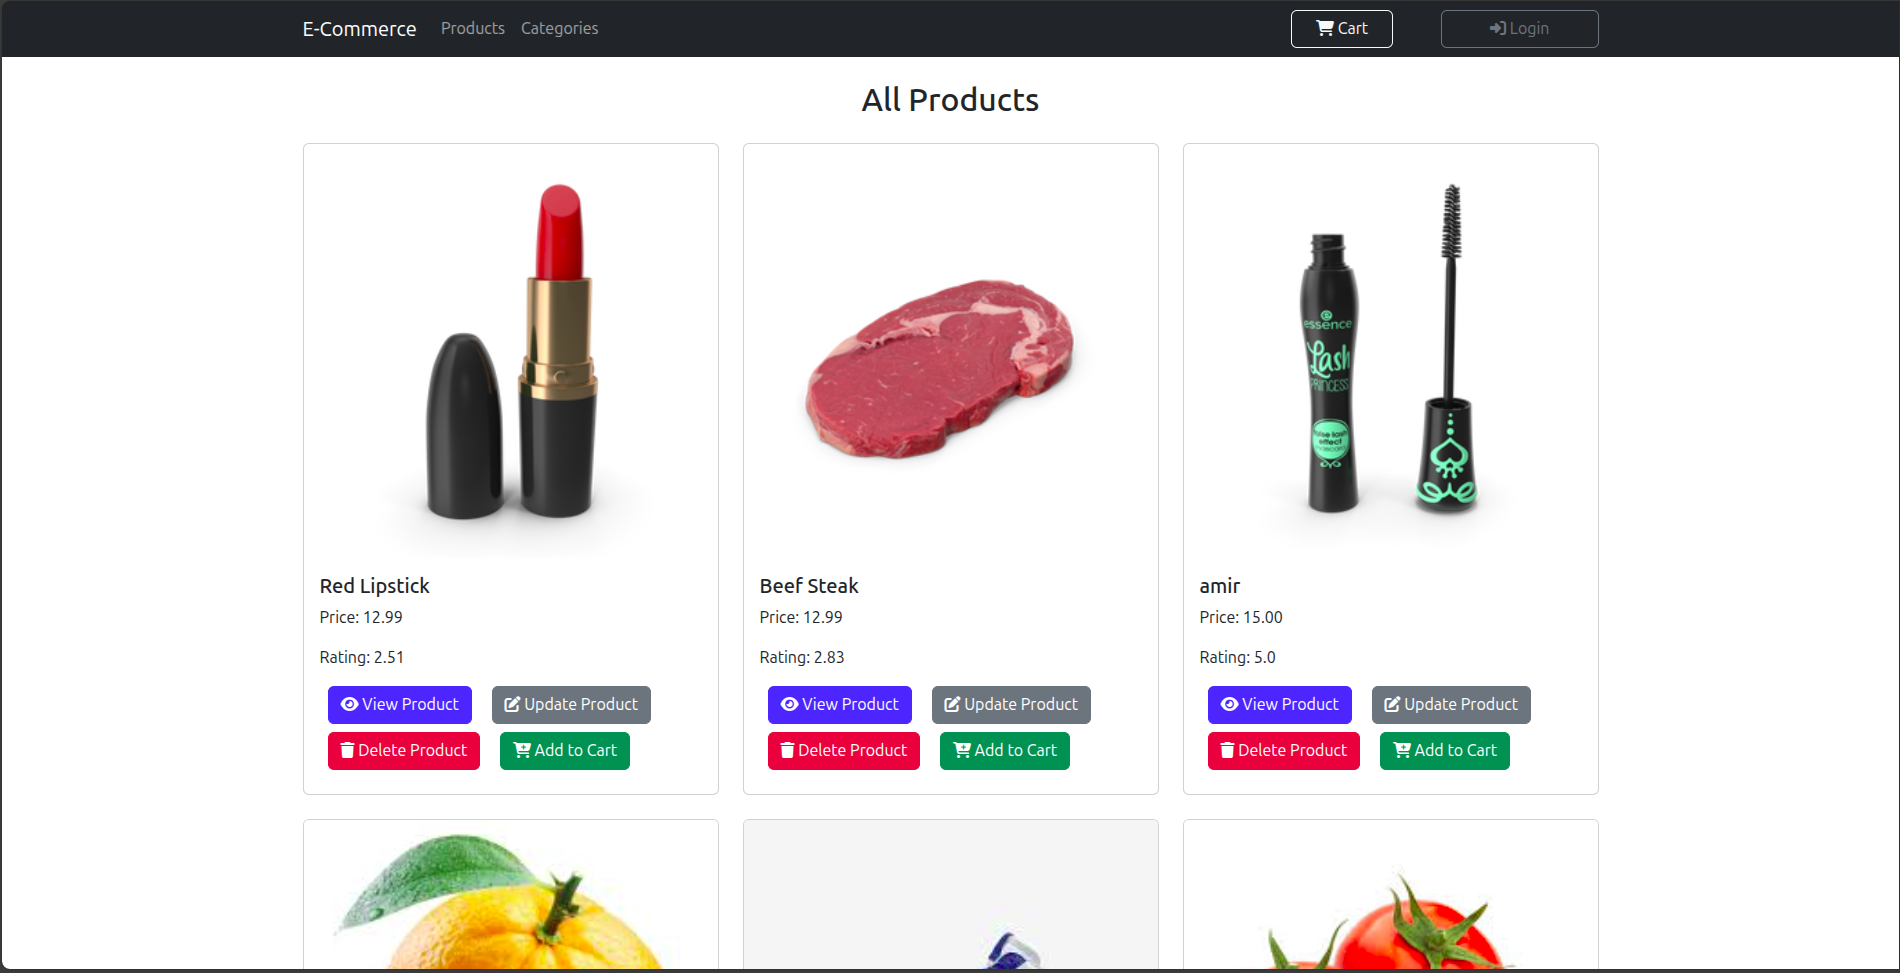 E-Commerce Products Categories Cart Login
All Products
essence
Lash
PRINCESS
false lash
effect
Red Lipstick
Price: 12.99
Rating: 2.51
View Product Update Product
Delete Product Add to Cart
Beef Steak
Price: 12.99
Rating: 2.83
View Product Update Product
Delete Product Add to Cart
amir
Price: 15.00
Rating: 5.0
View Product Update Product
Delete Product Add to Cart